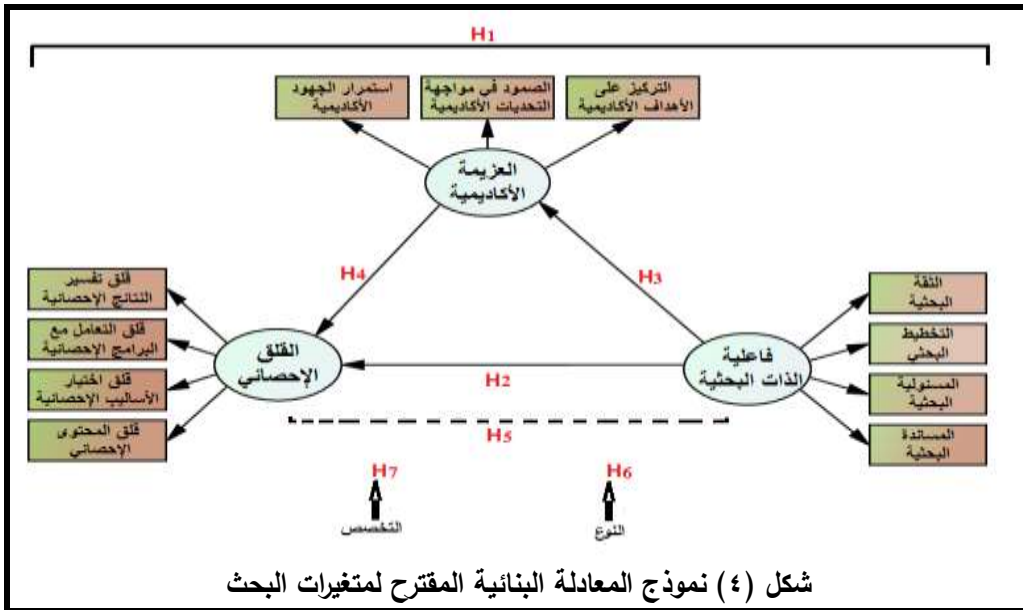 H1
التركيز على
الأهداف الأكاديمية
الصمود في مواجهة
التحديات الأكاديمية
استمرار الجهود
الأكاديمية
العزيمة
الأكاديمية
H3
H4
الثقة
البحثية
التخطيط
البحثي
المسئولية
البحثية
المساندة
البحثية
فاعلية
الذات البحثية
القلق
الإحصائي
قلق تفسير
النتائج الإحصائية
قلق التعامل مع
البرامج الإحصائية
قلق اختيار
الأساليب الإحصائية
قلق المحتوى
الإحصائي
H2
H5
H6
النوع
H7
التخصص
شكل (٤) نموذج المعادلة البنائية المقترح لمتغيرات البحث